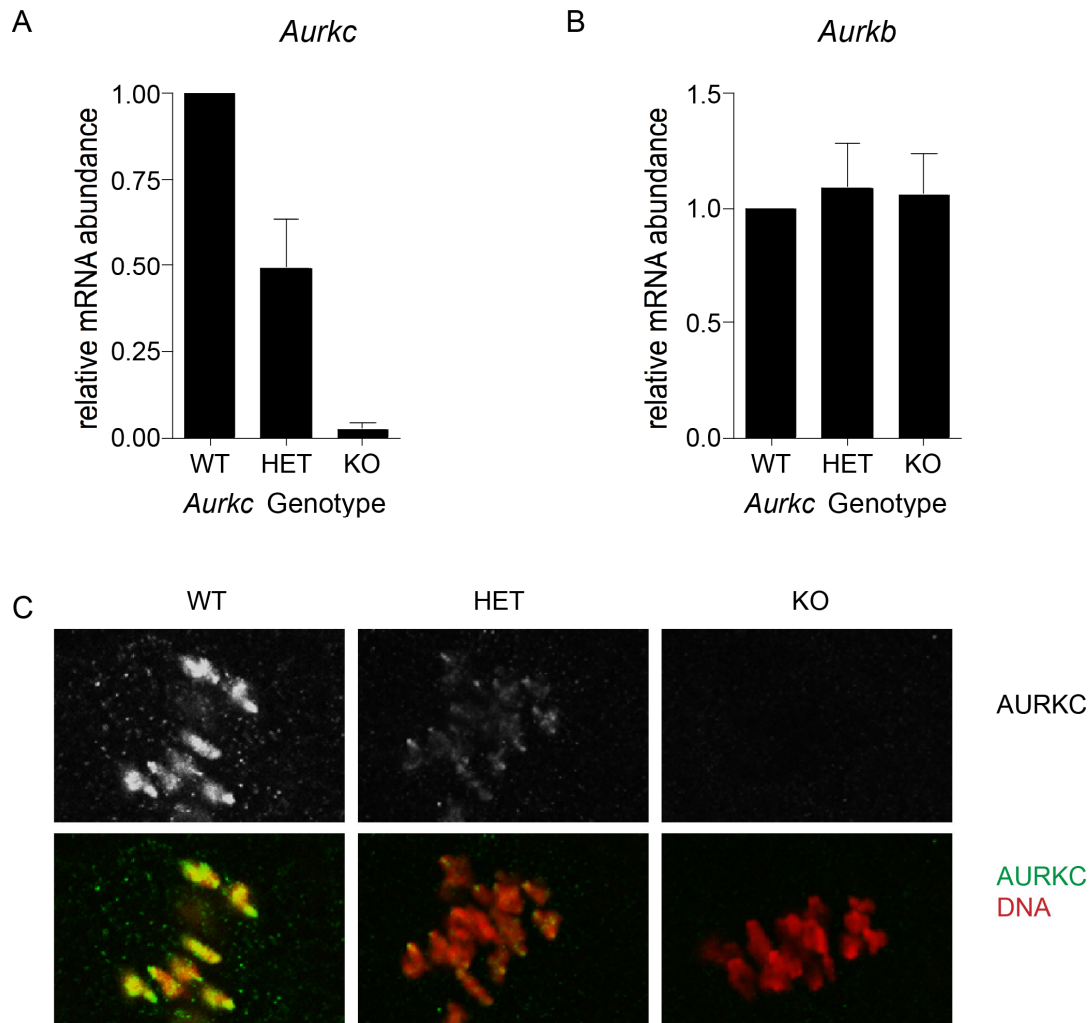 A
Aurkc
relative mRNA abundance
1.00
0.75
0.50
0.25
0.00
WT HET KO
Aurkc Genotype
B
Aurkb
relative mRNA abundance
1.5
1.0
0.5
0.0
WT HET KO
Aurkc Genotype
C
WT HET KO
AURKC
AURKC
DNA